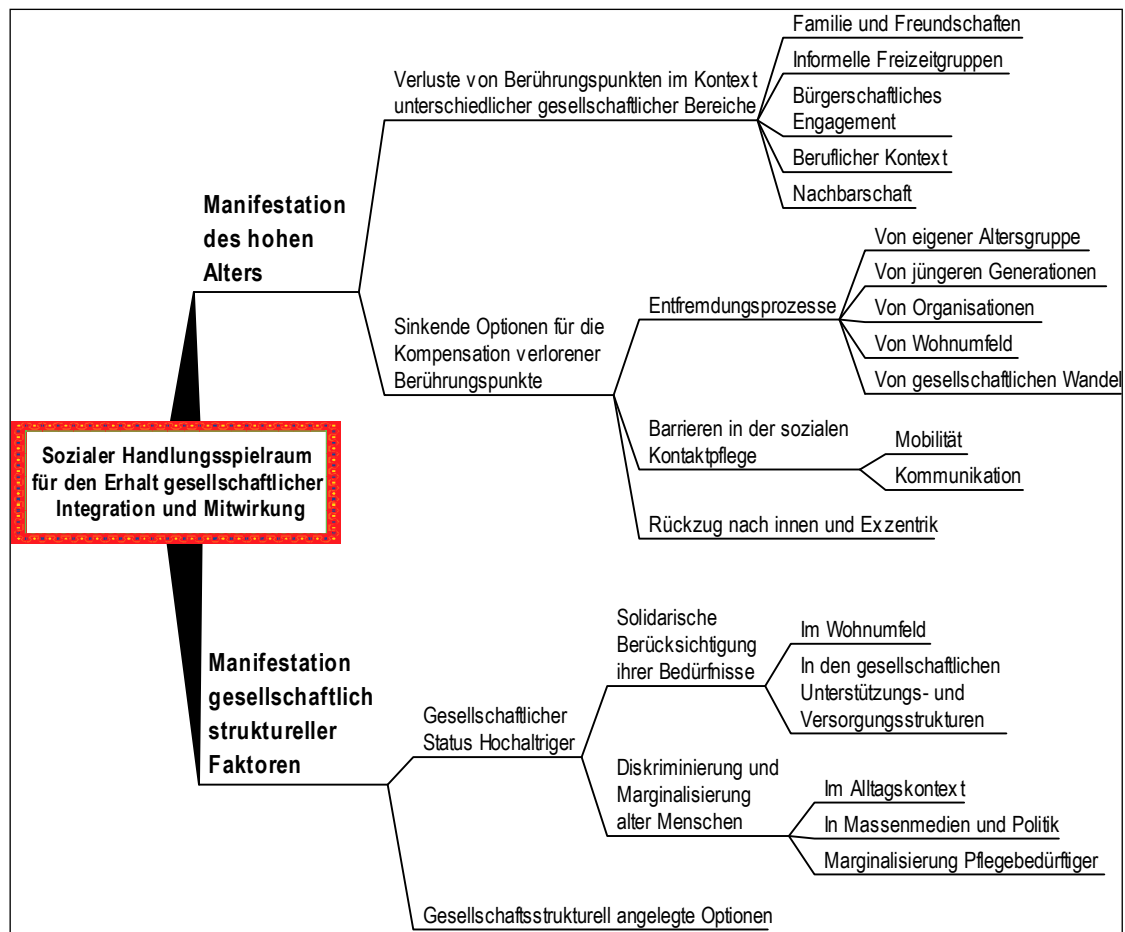 Sozialer Handlungsspielraum
für den Erhalt gesellschaftlicher
Integration und Mitwirkung
Manifestation
des hohen
Alters
Verluste von Berührungspunkten im Kontext
unterschiedlicher gesellschaftlicher Bereiche
Familie und Freundschaften
Informelle Freizeitgruppen
Bürgerschaftliches
Engagement
Beruflicher Kontext
Nachbarschaft
Sinkende Optionen für die
Kompensation verlorener
Berührungspunkte
Entfremdungsprozesse
Von eigener Altersgruppe
Von jüngeren Generationen
Von Organisationen
Von Wohnumfeld
Von gesellschaftlichen Wandel
Barrieren in der sozialen
Kontaktpflege
Mobilität
Kommunikation
Rückzug nach innen und Exzentrik
Manifestation
gesellschaftlich
struktureller
Faktoren
Gesellschaftlicher
Status Hochaltriger
Solidarische
Berücksichtigung
ihrer Bedürfnisse
Im Wohnumfeld
In den gesellschaftlichen
Unterstützungs- und
Versorgungsstrukturen
Diskriminierung und
Marginalisierung
alter Menschen
Im Alltagskontext
In Massenmedien und Politik
Marginalisierung Pflegebedürftiger
Gesellschaftsstrukturell angelegte Optionen